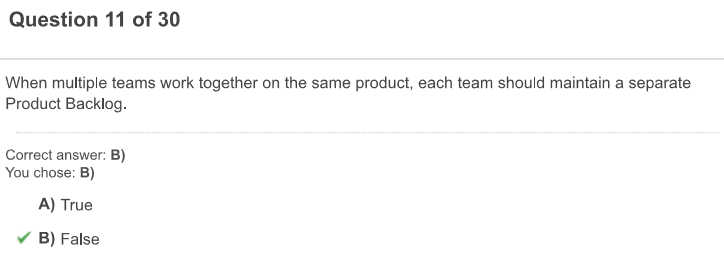 Question 11 of 30
When multiple teams work together on the same product, each team should maintain a separate
Product Backlog.
Correct answer: B)
You chose: B)
A) True
B) False